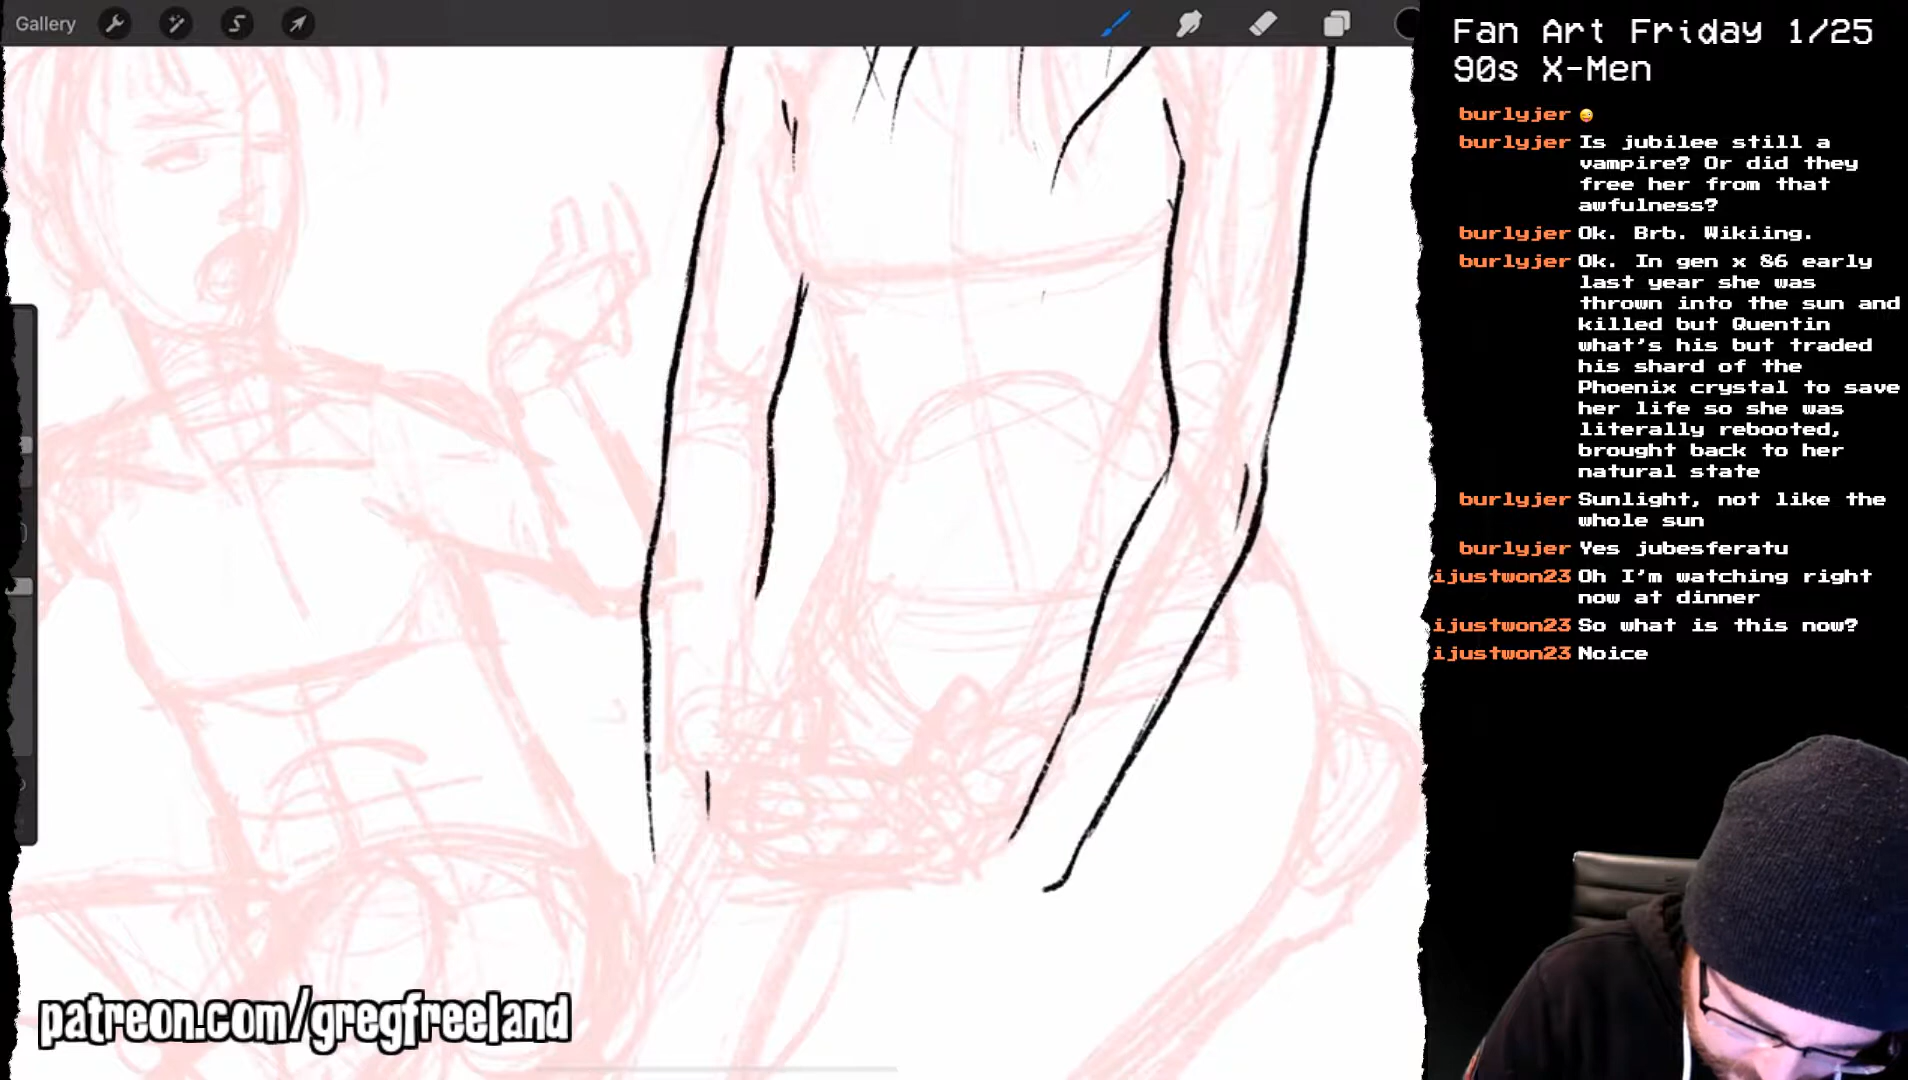 Gallery
Fan Art Friday 1/25
90s X-Men
burlyjer
burlyjer Is jubilee still a
vampire? Or did they
free her from that
awfulness?
burlyjer Ok. Brb. Wikiing.
burlyjer Ok. In gen x 86 early
last year she was
thrown into the sun and
killed but Quentin
what's his but traded
his shard of the
Phoenix crystal to save
her life so she was
literally rebooted,
brought back to her
natural state
burlyjer Sunlight, not like the
whole sun
burlyjer Yes jubesferatu
ijustwon23 Oh I'm watching right
now at dinner
ijustwon23 So what is this now?
ijustwon23 Noice
patreon.com/gregfreeland